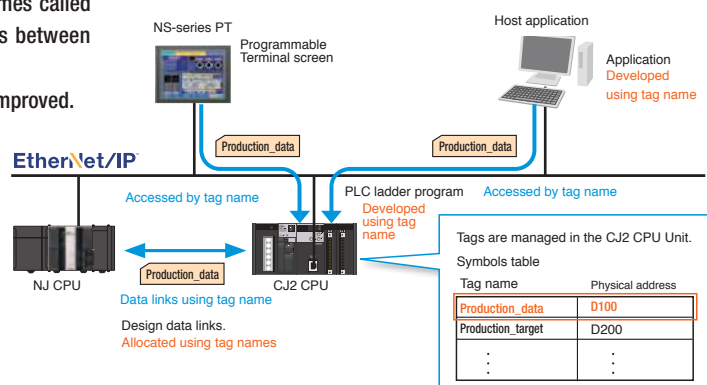 mes called
s between
mproved.
NS-series PT
Programmable
Terminal screen
Host application
Application
Developed
using tag name
Production_data
Production_data
EtherNet/IP
Accessed by tag name
PLC ladder program
Developed
using tag
name
Accessed by tag name
NJ CPU
Production_data
CJ2 CPU
Data links using tag name
Design data links.
Allocated using tag names
Tags are managed in the CJ2 CPU Unit.
Symbols table
Tag name Physical address
Production_data D100
Production_target D200